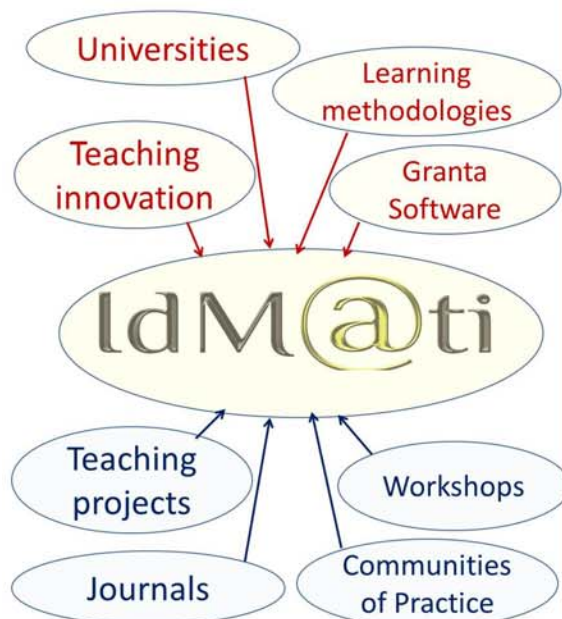 Universities
Learning
methodologies
Teaching
innovation
Granta
Software
IdM@ti
Teaching
projects
Workshops
Journals
Communities
of Practice